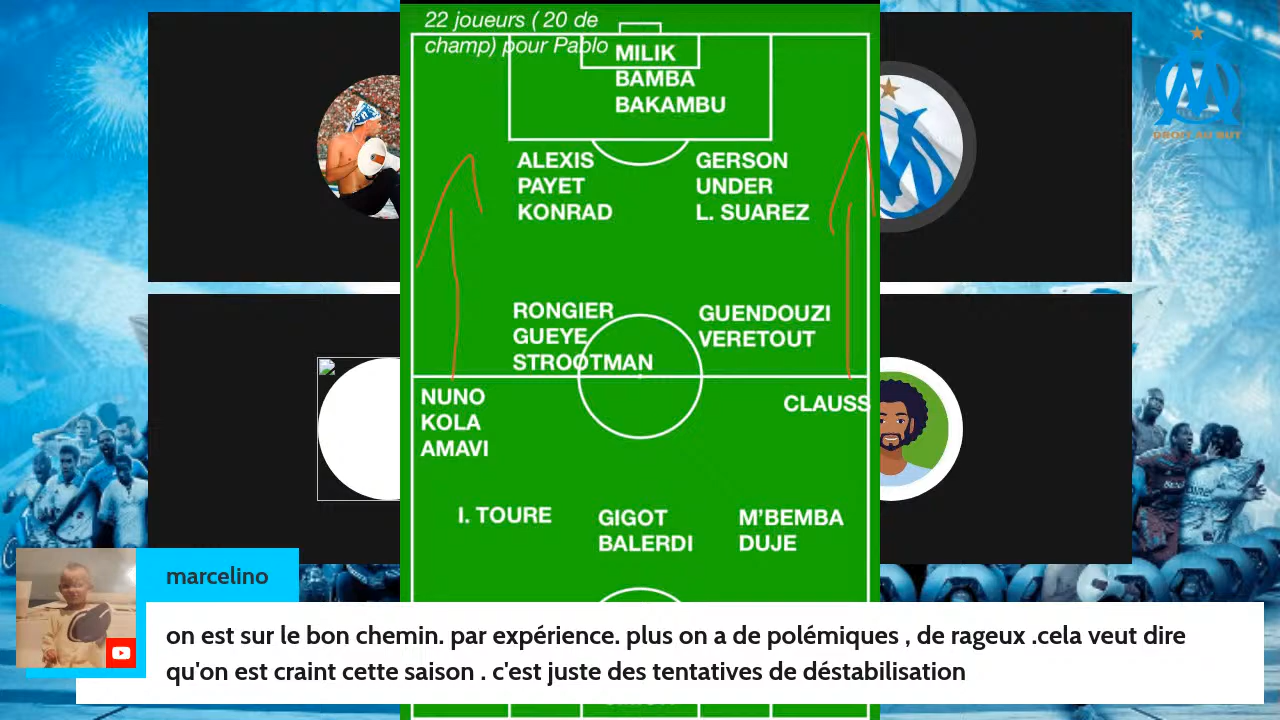 22 joueurs ( 20 de
champ) pour Pablo
MILIK
BAMBA
BAKAMBU
ALEXIS
PAYET
KONRAD
GERSON
UNDER
L. SUAREZ
RONGIER
GUEYE
STROOTMAN
GUENDOUZI
VERETOUT
NUNO
KOLA
AMAVI
CLAUSS
I. TOURE
GIGOT
BALERDI
M'BEMBA
DUJE
DROIT AU BUT
marcelino
on est sur le bon chemin. par expérience. plus on a de polémiques , de rageux .cela veut dire
qu'on est craint cette saison . c'est juste des tentatives de déstabilisation